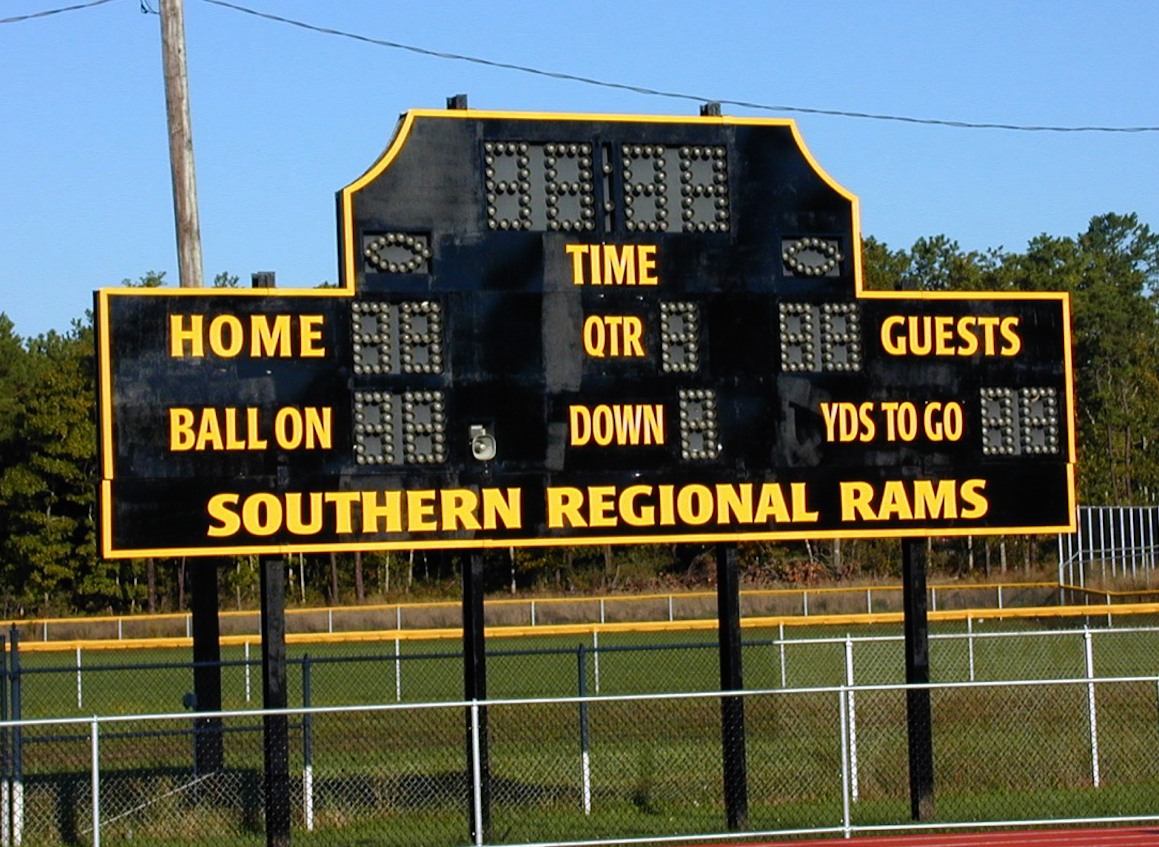 TIME
HOME QTR GUESTS
BALL ON DOWN YDS TO GO
SOUTHERN REGIONAL RAMS